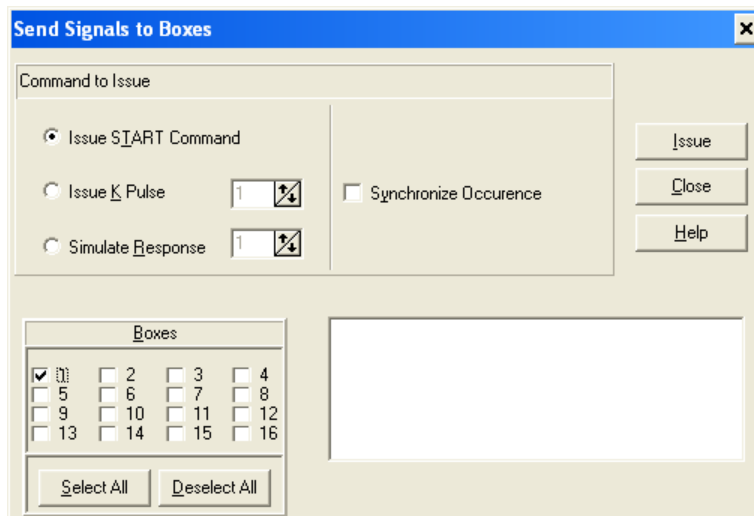 Send Signals to Boxes
Command to Issue
Issue START Command
Issue K Pulse 1
Simulate Response 1
Synchronize Occurence
Issue
Close
Help
Boxes
1 2 3 4
5 6 7 8
9 10 11 12
13 14 15 16
Select All Deselect All